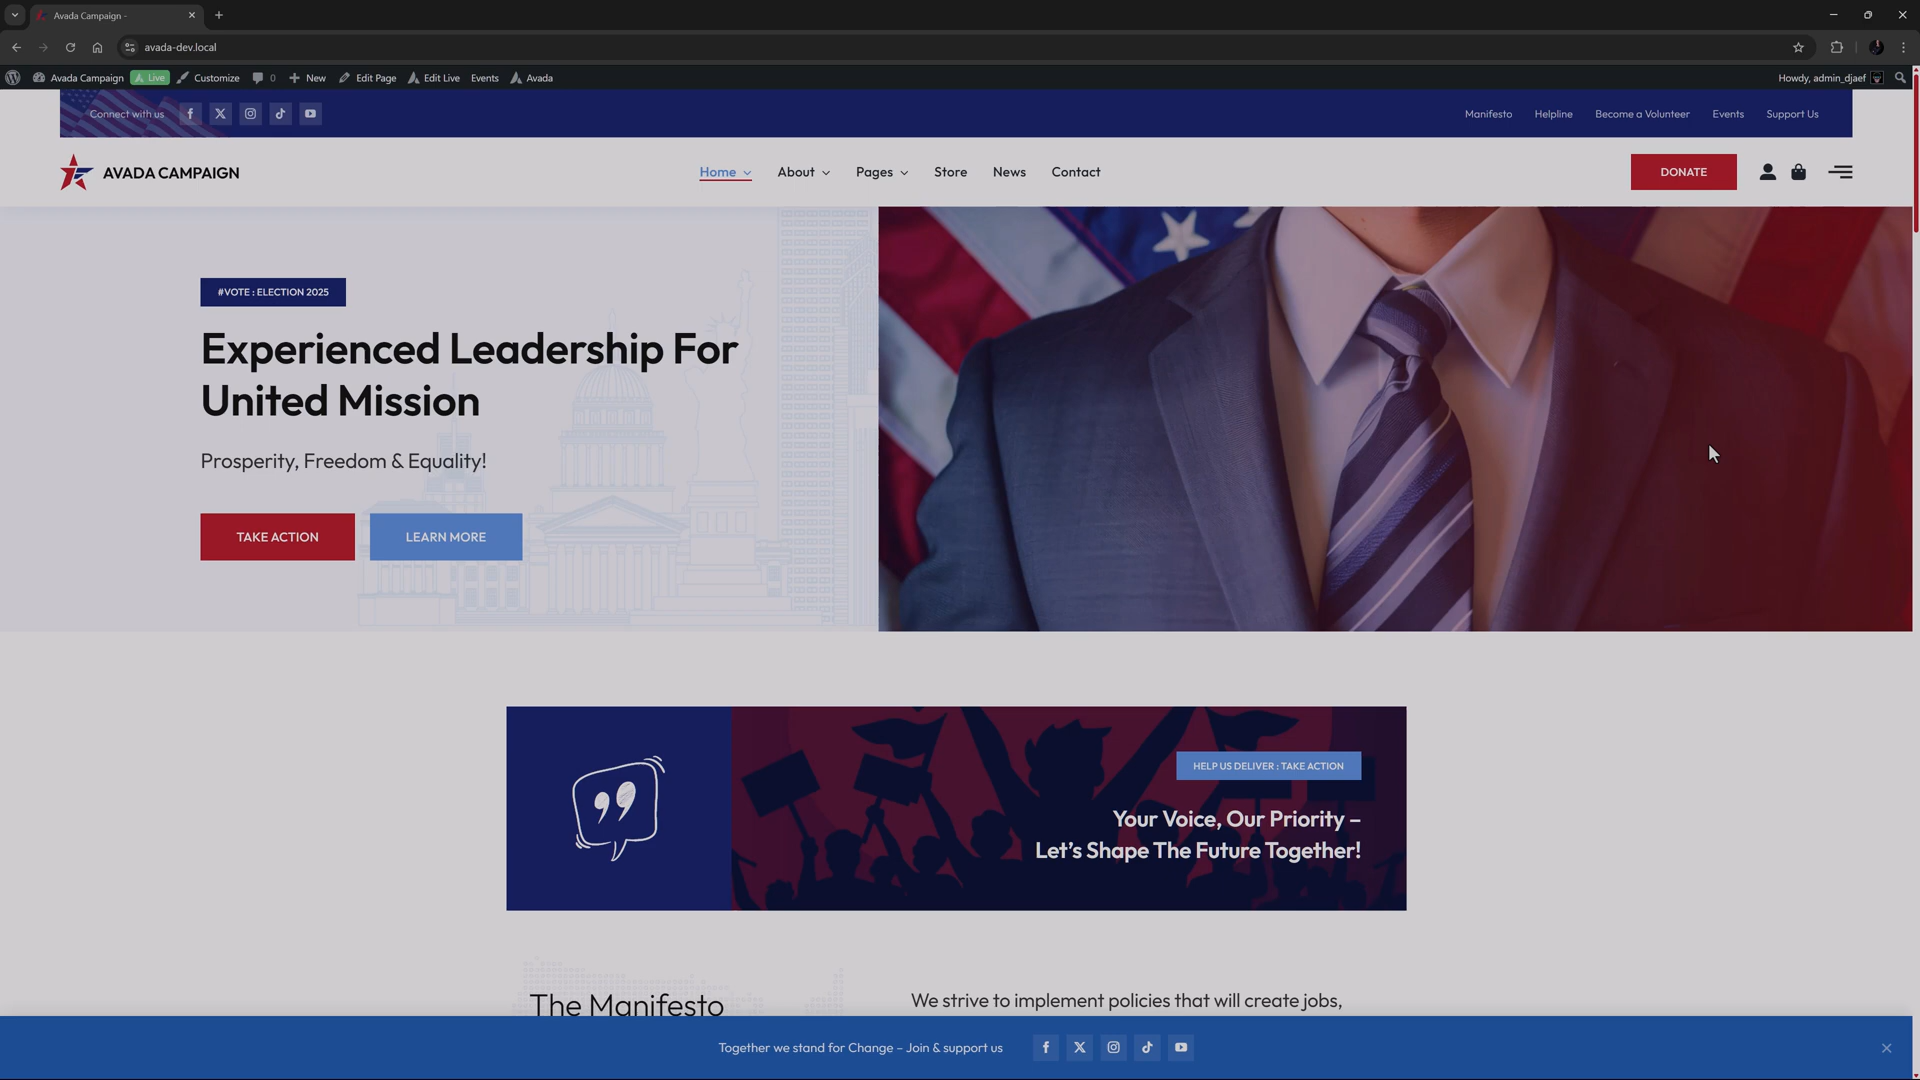 Avada Campaign -
avada-dev.local
Avada Campaign Live Customize 0 New Edit Page Edit Live Events Avada
Howdy, admin_djaef
Connect with us
Manifesto Helpline Become a Volunteer Events Support Us
AVADA CAMPAIGN
Home About Pages Store News Contact
DONATE
#VOTE : ELECTION 2025
Experienced Leadership For
United Mission
Prosperity, Freedom & Equality!
TAKE ACTION
LEARN MORE
HELP US DELIVER : TAKE ACTION
Your Voice, Our Priority –
Let's Shape The Future Together!
The Manifesto
We strive to implement policies that will create jobs,
Together we stand for Change – Join & support us